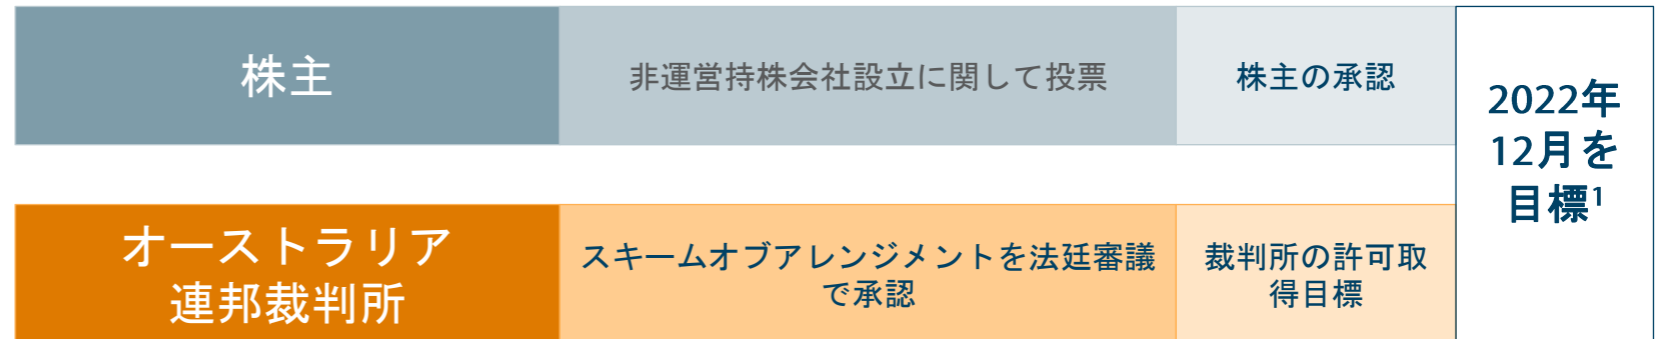 株主
非運営持株会社設立に関して投票
株主の承認
2022年
12月を
目標1
オーストラリア
連邦裁判所
スキームオブアレンジメントを法廷審議
で承認
裁判所の許可取
得目標